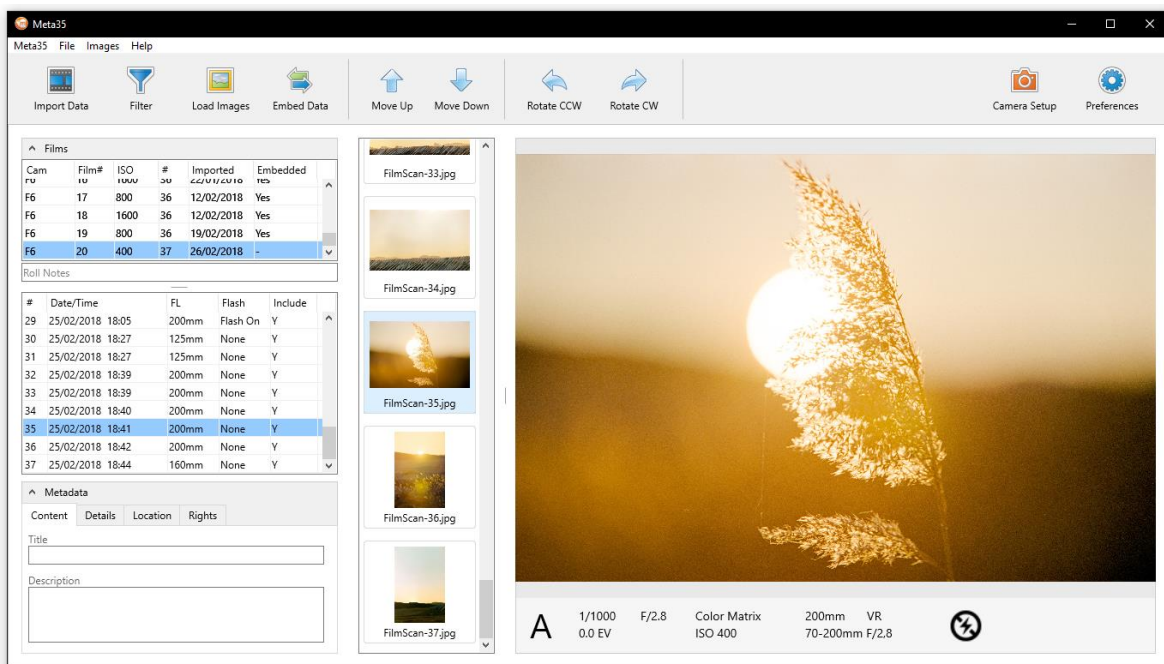 Meta35
Meta35 File Images Help
Import Data Filter Load Images Embed Data Move Up Move Down Rotate CCW Rotate CW Camera Setup Preferences
Films
Cam Film# ISO # Imported Embedded
F6 16 1600 36 22/01/2018 Yes
F6 17 800 36 12/02/2018 Yes
F6 18 1600 36 12/02/2018 Yes
F6 19 800 36 19/02/2018 Yes
F6 20 400 37 26/02/2018 -
Roll Notes
# Date/Time FL Flash Include
29 25/02/2018 18:05 200mm Flash On Y
30 25/02/2018 18:27 125mm None Y
31 25/02/2018 18:27 125mm None Y
32 25/02/2018 18:39 200mm None Y
33 25/02/2018 18:39 200mm None Y
34 25/02/2018 18:40 200mm None Y
35 25/02/2018 18:41 200mm None Y
36 25/02/2018 18:42 200mm None Y
37 25/02/2018 18:44 160mm None Y
Metadata
Content Details Location Rights
Title
Description
FilmScan-33.jpg
FilmScan-34.jpg
FilmScan-35.jpg
FilmScan-36.jpg
FilmScan-37.jpg
A 1/1000 F/2.8 Color Matrix 200mm VR
0.0 EV ISO 400 70-200mm F/2,8